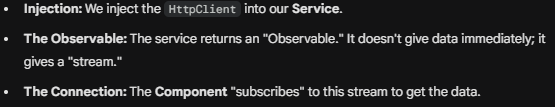 • Injection: We inject the HttpClient into our Service.
• The Observable: The service returns an "Observable." It doesn't give data immediately; it
gives a "stream."
• The Connection: The Component "subscribes" to this stream to get the data.